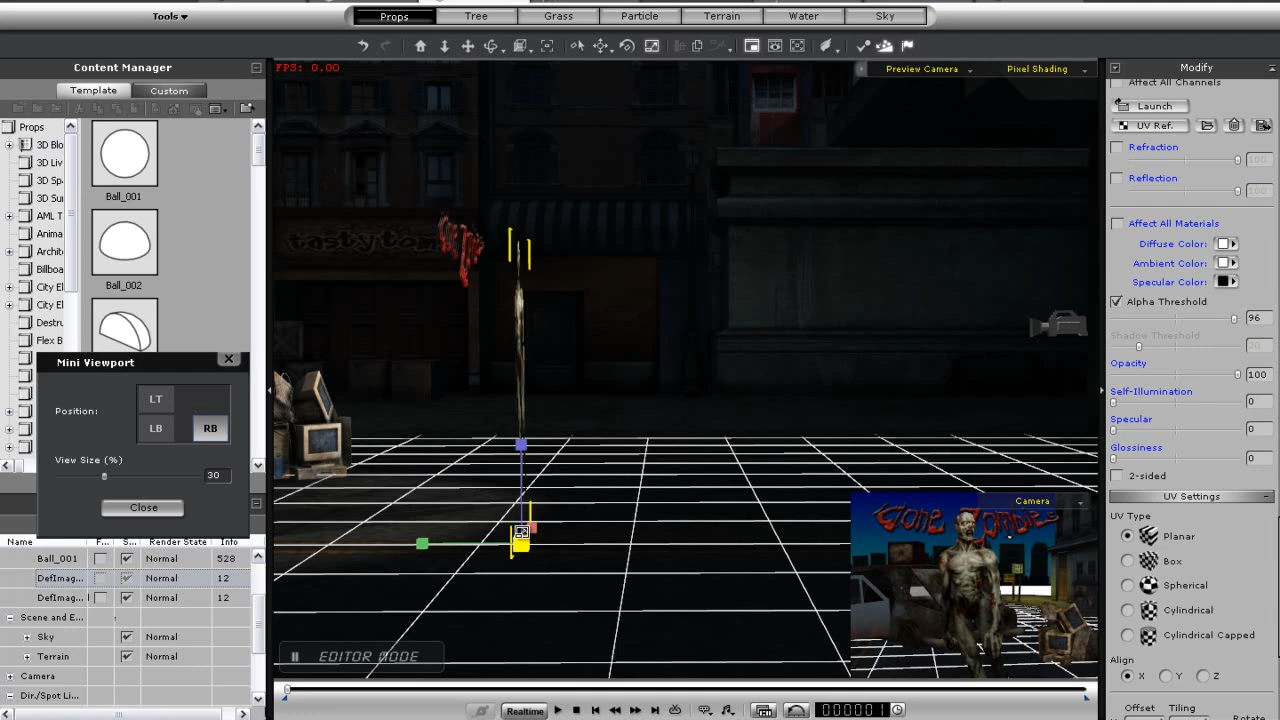 Tools
Props
Tree
Grass
Particle
Terrain
Water
Sky
Content Manager
Template
Custom
Props
3D Blo
3D Liv
3D Sp
3D Sur
AML T
Anima
Archit
Billboa
City El
City El
Destru
Flex B
Ball_001
Ball_002
Mini Viewport
Position:
LT
LB
RB
View Size (%)
30
Close
Name
F...
S...
Render State
Info
Ball_001
Normal
528
DefImag...
Normal
12
DefImag...
Normal
12
Scene and E...
Sky
Normal
Terrain
Normal
Camera
Dir/Spot Li...
FPS: 0.00
Preview Camera
Pixel Shading
Camera
Gone Zombies
EDITOR MODE
Realtime
000001
Modify
Affect All Channels
Launch
UV Ref.
Refraction
100
Reflection
100
Affect All Materials
Diffuse Color:
Ambient Color:
Specular Color:
Alpha Threshold
96
Shadow Threshold
Opacity
100
Self-Illumination
0
Specular
0
Glossiness
0
2-sided
UV Settings
UV Type
Planar
Box
Spherical
Cylindrical
Cylindrical Capped
Align
X
Y
Z
Offset
Tiling
Rotate